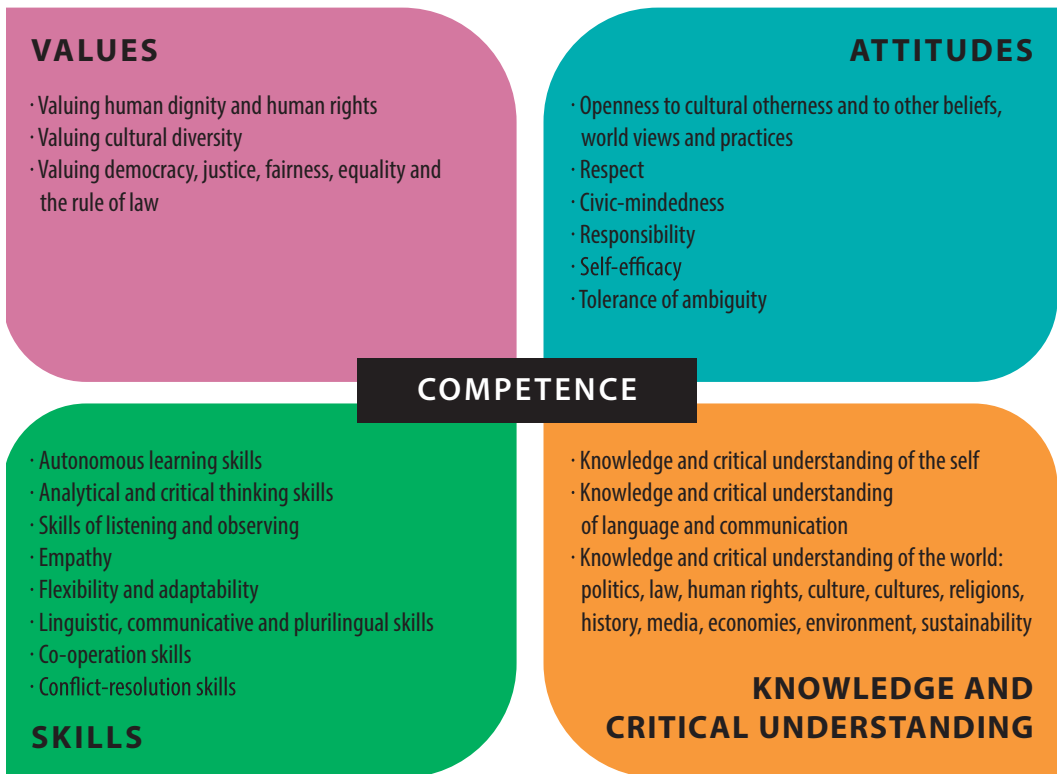 VALUES
· Valuing human dignity and human rights
· Valuing cultural diversity
· Valuing democracy, justice, fairness, equality and
the rule of law
ATTITUDES
· Openness to cultural otherness and to other beliefs,
world views and practices
· Respect
· Civic-mindedness
· Responsibility
· Self-efficacy
· Tolerance of ambiguity
COMPETENCE
· Autonomous learning skills
· Analytical and critical thinking skills
· Skills of listening and observing
· Empathy
· Flexibility and adaptability
· Linguistic, communicative and plurilingual skills
· Co-operation skills
· Conflict-resolution skills
SKILLS
· Knowledge and critical understanding of the self
· Knowledge and critical understanding
of language and communication
· Knowledge and critical understanding of the world:
politics, law, human rights, culture, cultures, religions,
history, media, economies, environment, sustainability
KNOWLEDGE AND
CRITICAL UNDERSTANDING